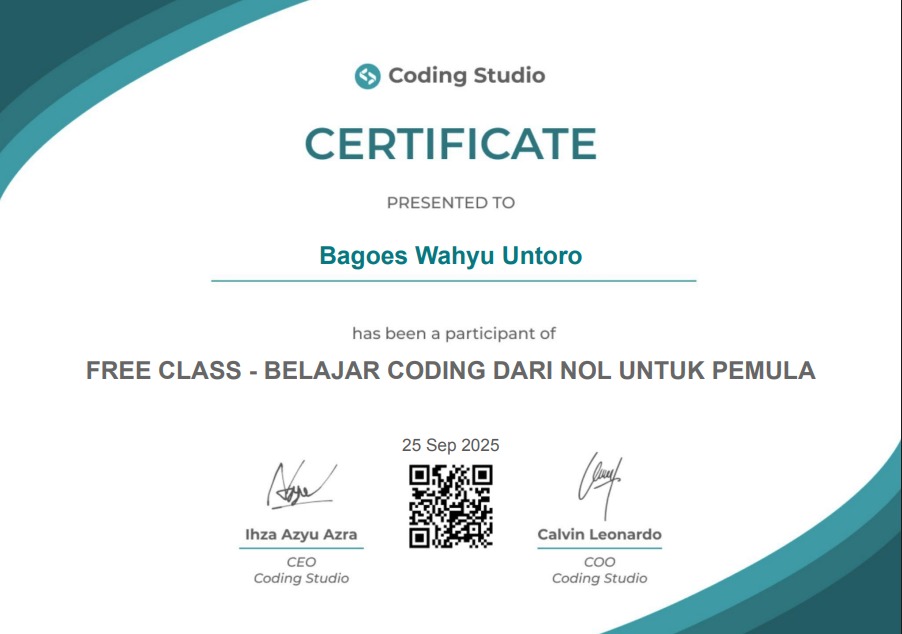 Coding Studio
CERTIFICATE
PRESENTED TO
Bagoes Wahyu Untoro
has been a participant of
FREE CLASS - BELAJAR CODING DARI NOL UNTUK PEMULA
25 Sep 2025
Ihza Azyu Azra
CEO
Coding Studio
Calvin Leonardo
COO
Coding Studio